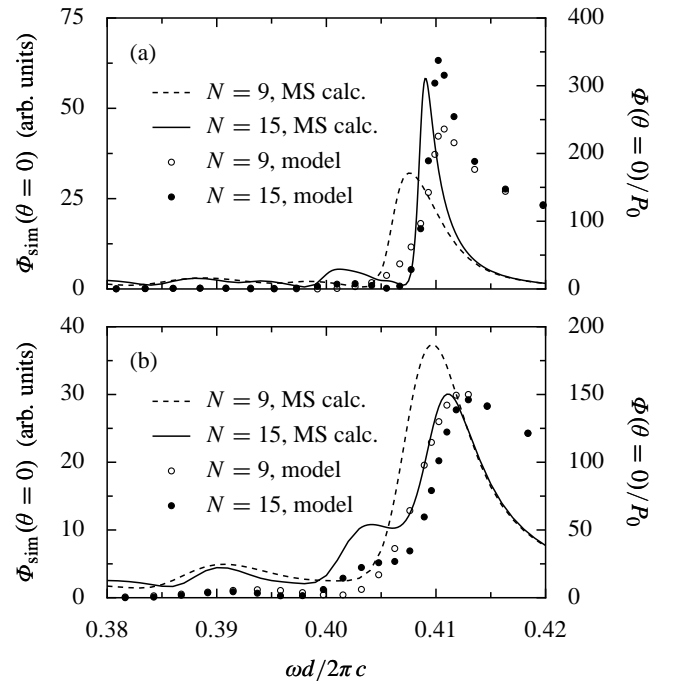 75
50
25
0
Φsim(θ = 0) (arb. units)
(a)
N = 9, MS calc.
N = 15, MS calc.
N = 9, model
N = 15, model
400
300
200
100
0
Φ(θ = 0)/P0
40
30
20
10
0
Φsim(θ = 0) (arb. units)
(b)
N = 9, MS calc.
N = 15, MS calc.
N = 9, model
N = 15, model
200
150
100
50
0
Φ(θ = 0)/P0
0.38 0.39 0.40 0.41 0.42
ωd/2πc